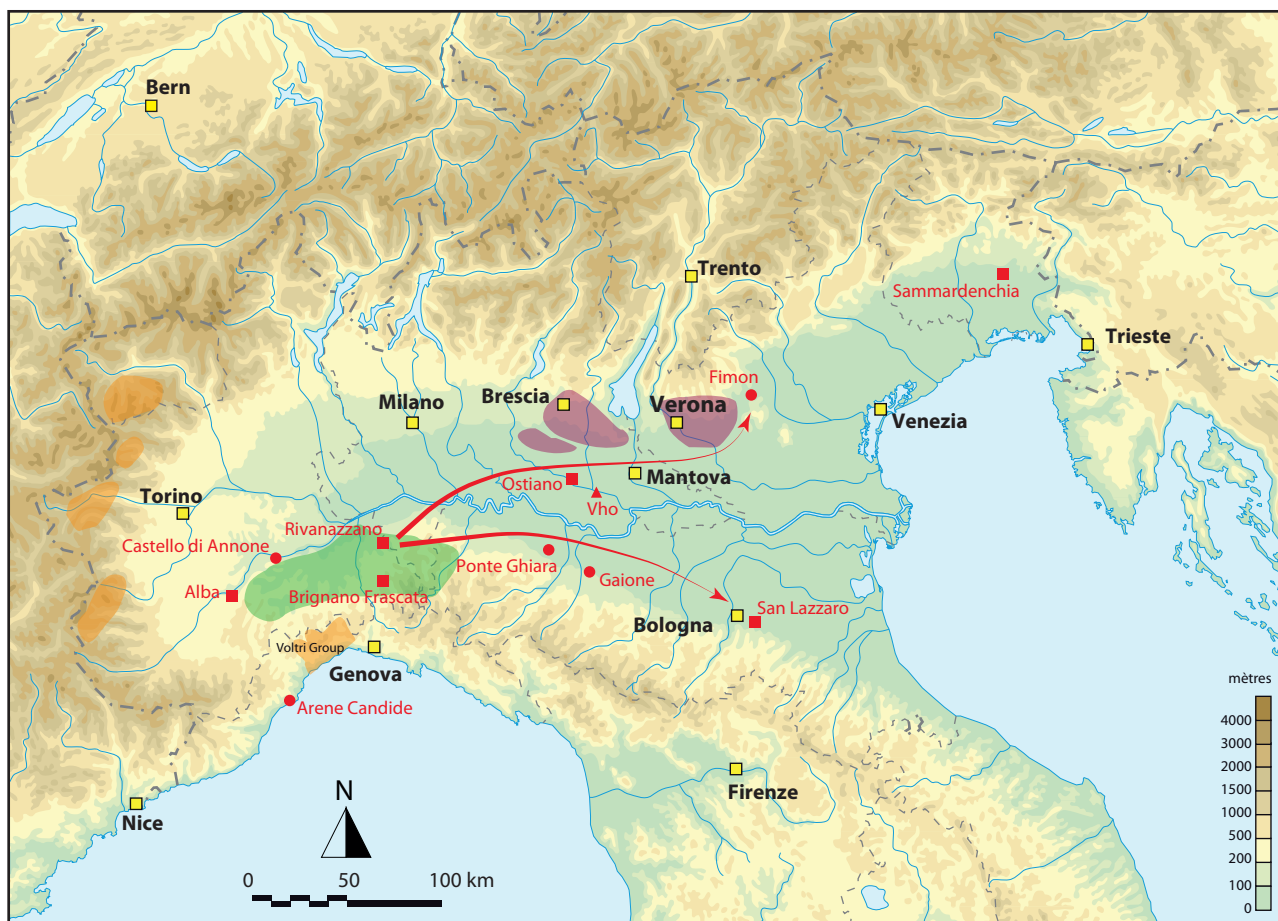 Bern
Trento
Sammardenchia
Trieste
Fimon
Brescia
Milano
Verona
Venezia
Ostiano
Mantova
Vho
Torino
Rivanazzano
Castello di Annone
Ponte Ghiara
Gaione
Alba
Brignano Frascata
San Lazzaro
Bologna
Voltri Group
Genova
Arene Candide
Firenze
Nice
N
0 50 100 km
mètres
4000
3000
2000
1500
1000
500
200
100
0